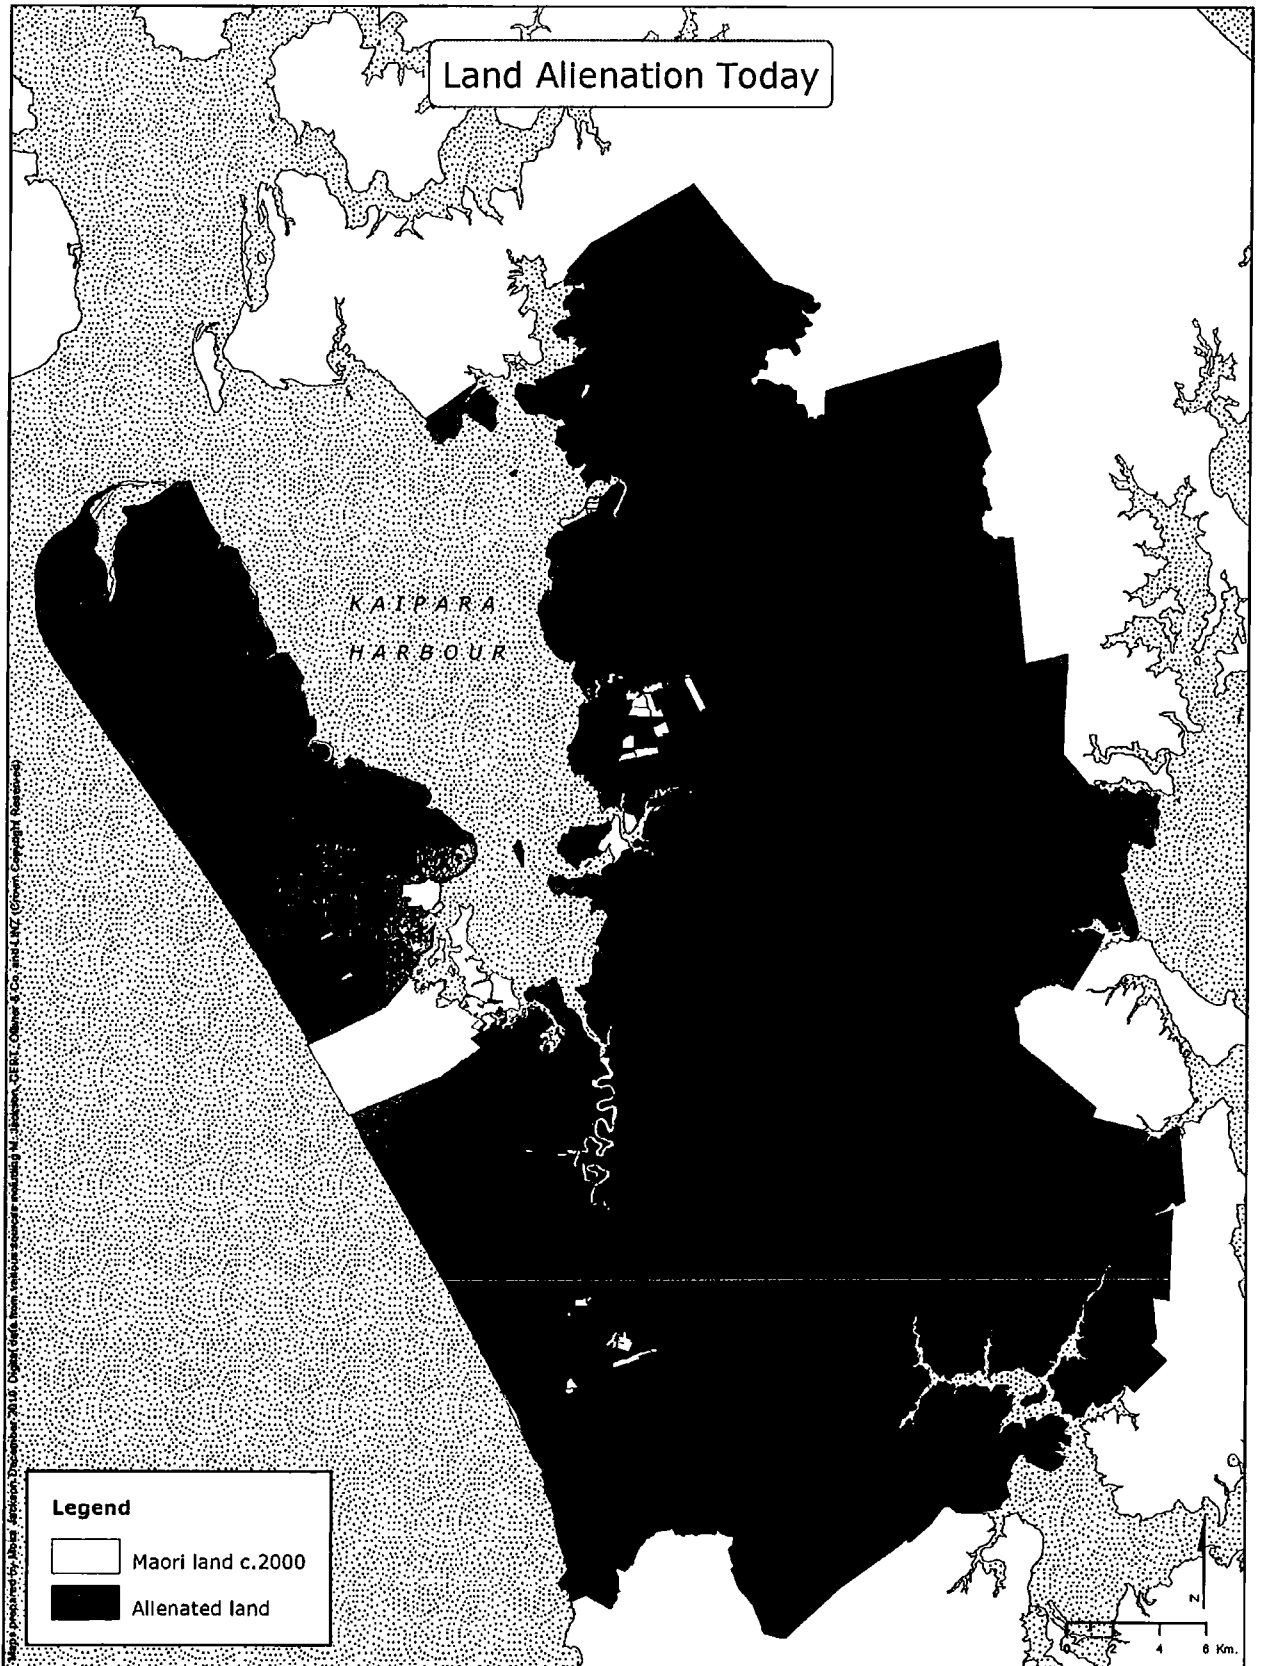 Land Alienation Today
KAIPARA
HARBOUR
Legend
Maori land c.2000
Alienated land
N
0 2 4 6 Km.